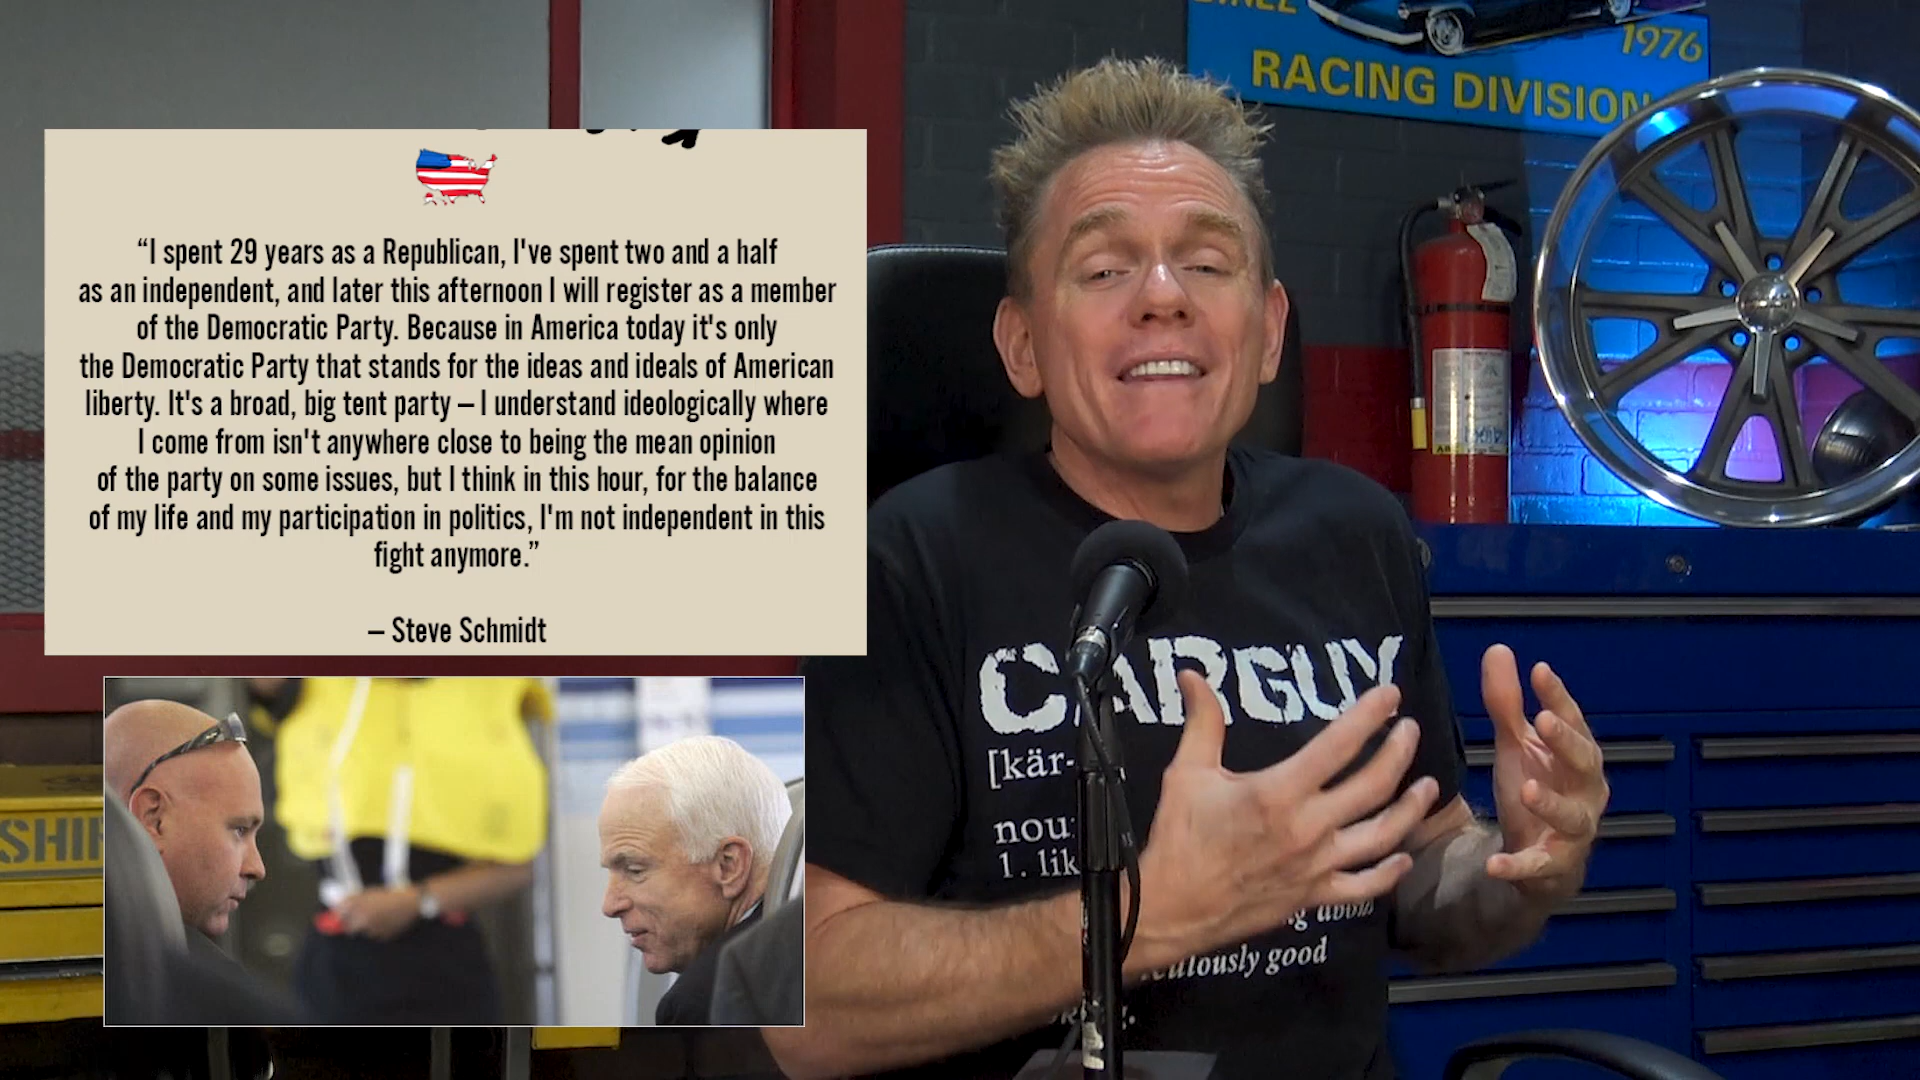 1976
RACING DIVISION
“I spent 29 years as a Republican, I've spent two and a half
as an independent, and later this afternoon I will register as a member
of the Democratic Party. Because in America today it's only
the Democratic Party that stands for the ideas and ideals of American
liberty. It's a broad, big tent party – I understand ideologically where
I come from isn't anywhere close to being the mean opinion
of the party on some issues, but I think in this hour, for the balance
of my life and my participation in politics, I'm not independent in this
fight anymore.”
– Steve Schmidt
CARGUY
[kär-
nou
1. lik
good